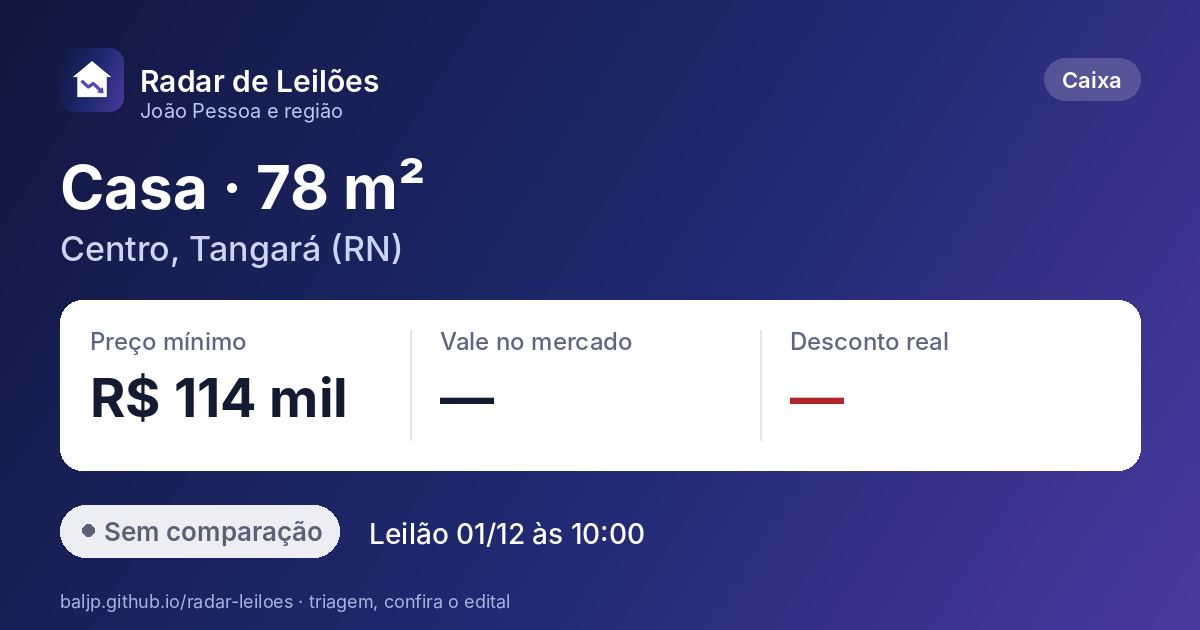 Radar de Leilões
João Pessoa e região
Caixa
Casa · 78 m²
Centro, Tangará (RN)
Preço mínimo
Vale no mercado
Desconto real
R$ 114 mil
—
—
Sem comparação
Leilão 01/12 às 10:00
baljp.github.io/radar-leiloes · triagem, confira o edital